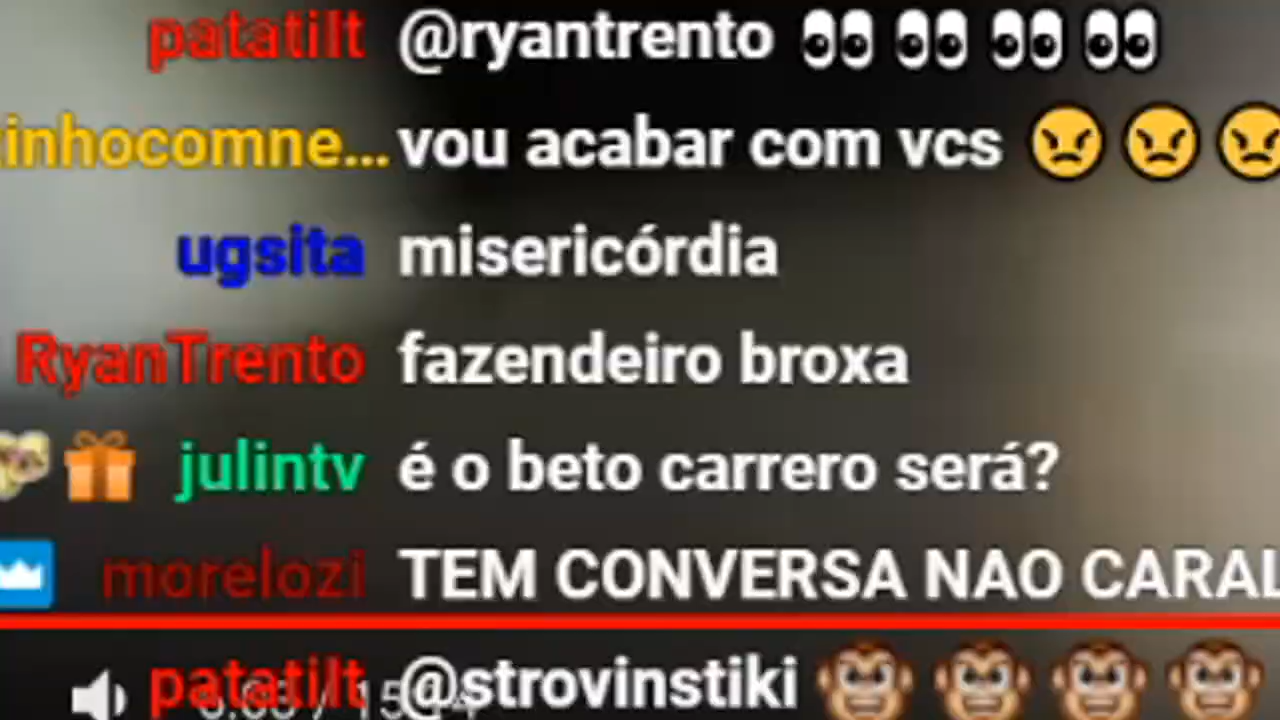 patatilt @ryantrento 👀 👀 👀 👀
inhocomne... vou acabar com vcs 😠 😠 😠
ugsita misericórdia
RyanTrento fazendeiro broxa
julintv é o beto carrero será?
morelozi TEM CONVERSA NAO CARAL
patatilt @strovinstiki 🐵 🐵 🐵 🐵